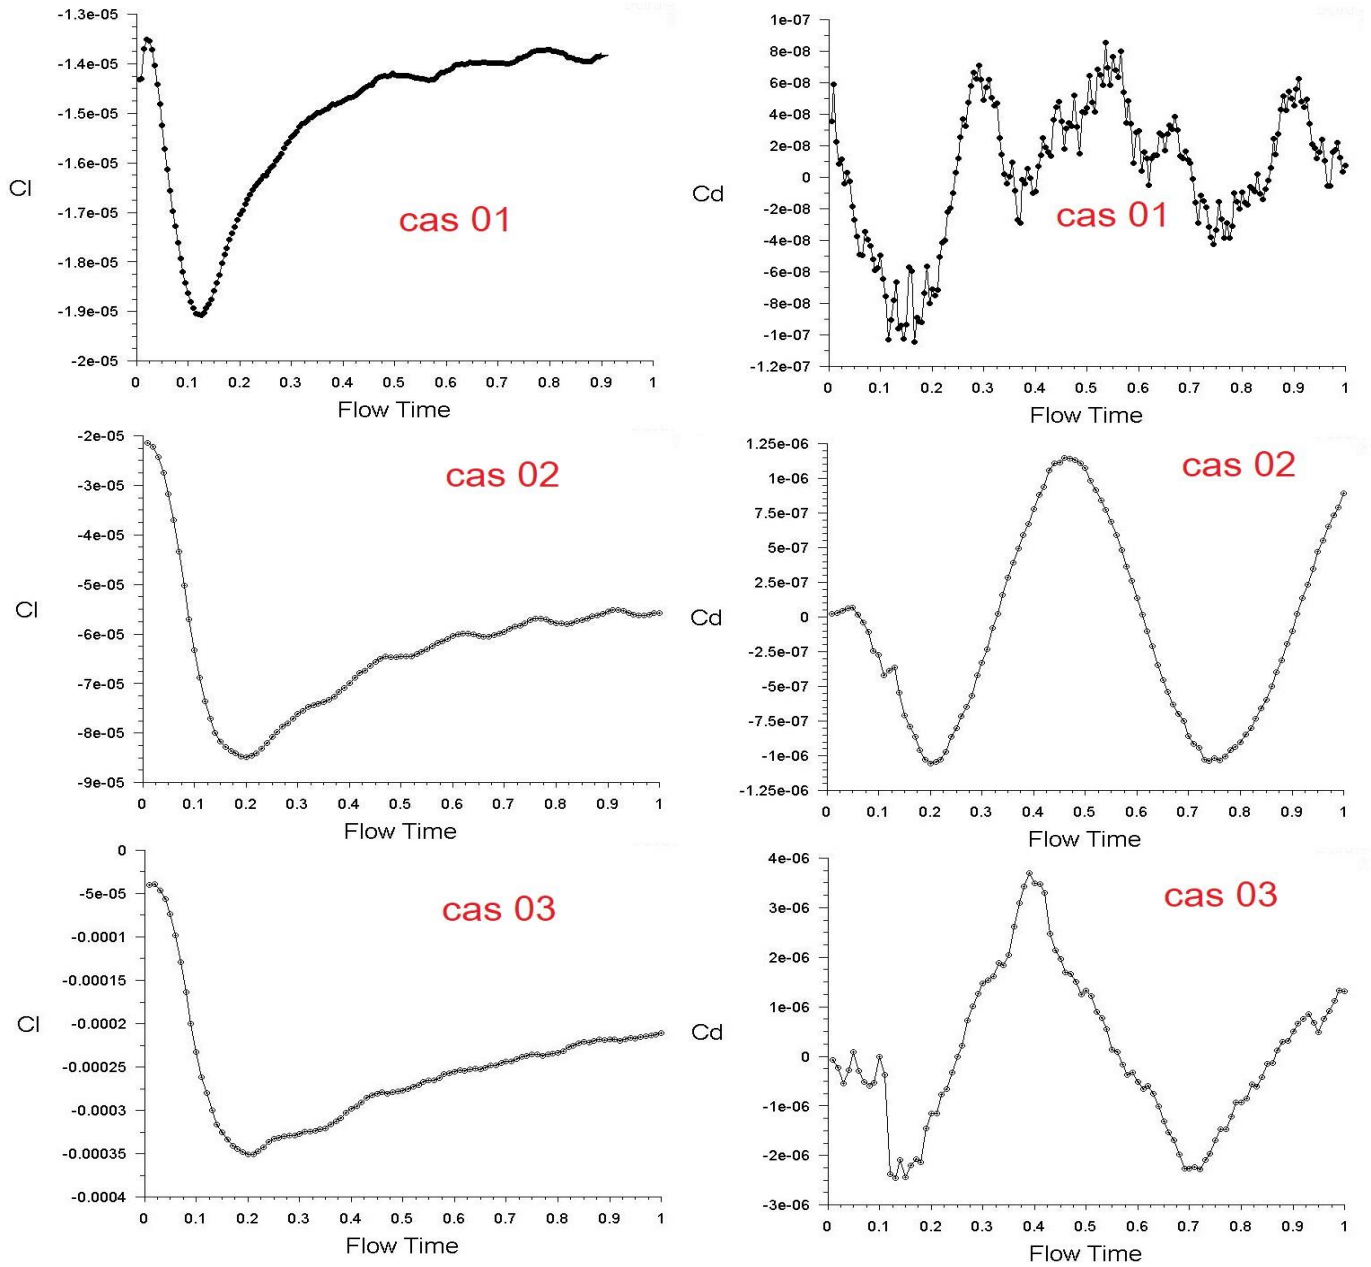 -1.3e-05
-1.4e-05
-1.5e-05
-1.6e-05
-1.7e-05
-1.8e-05
-1.9e-05
-2e-05
Cl
cas 01
0 0.1 0.2 0.3 0.4 0.5 0.6 0.7 0.8 0.9 1
Flow Time
1e-07
8e-08
6e-08
4e-08
2e-08
0
-2e-08
-4e-08
-6e-08
-8e-08
-1e-07
-1.2e-07
Cd
cas 01
0 0.1 0.2 0.3 0.4 0.5 0.6 0.7 0.8 0.9 1
Flow Time
-2e-05
-3e-05
-4e-05
-5e-05
-6e-05
-7e-05
-8e-05
-9e-05
Cl
cas 02
0 0.1 0.2 0.3 0.4 0.5 0.6 0.7 0.8 0.9 1
Flow Time
1.25e-06
1e-06
7.5e-07
5e-07
2.5e-07
0
-2.5e-07
-5e-07
-7.5e-07
-1e-06
-1.25e-06
Cd
cas 02
0 0.1 0.2 0.3 0.4 0.5 0.6 0.7 0.8 0.9 1
Flow Time
0
-5e-05
-0.0001
-0.00015
-0.0002
-0.00025
-0.0003
-0.00035
-0.0004
Cl
cas 03
0 0.1 0.2 0.3 0.4 0.5 0.6 0.7 0.8 0.9 1
Flow Time
4e-06
3e-06
2e-06
1e-06
0
-1e-06
-2e-06
-3e-06
Cd
cas 03
0 0.1 0.2 0.3 0.4 0.5 0.6 0.7 0.8 0.9 1
Flow Time